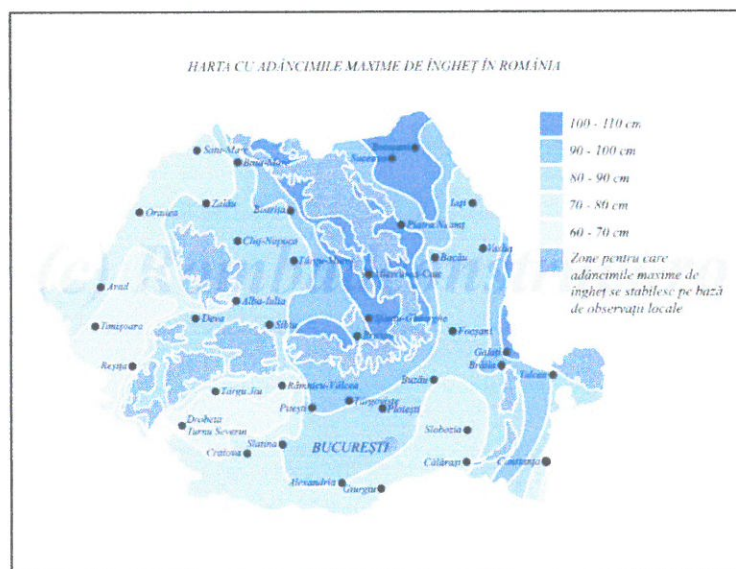 HARTA CU ADÂNCIMILE MAXIME DE ÎNGHEȚ ÎN ROMÂNIA
100 - 110 cm
90 - 100 cm
80 - 90 cm
70 - 80 cm
60 - 70 cm
Zone pentru care
adâncimile maxime de
îngheț se stabilesc pe bază
de observații locale
Satu-Mare
Baia-Mare
Suceava
Oradea
Zalău
Bistrița
Iași
Piatra Neamț
Cluj-Napoca
Târgu-Mureș
Bacău
Vaslui
Miercurea-Ciuc
Arad
Alba-Iulia
Timișoara
Deva
Sibiu
Sfântu-Gheorghe
Brașov
Focșani
Galați
Brăila
Tulcea
Reșița
Târgu Jiu
Râmnicu-Vâlcea
Buzău
Pitești
Târgoviște
Ploiești
Drobeta
Turnu Severin
Craiova
Slatina
BUCUREȘTI
Slobozia
Călărași
Constanța
Alexandria
Giurgiu